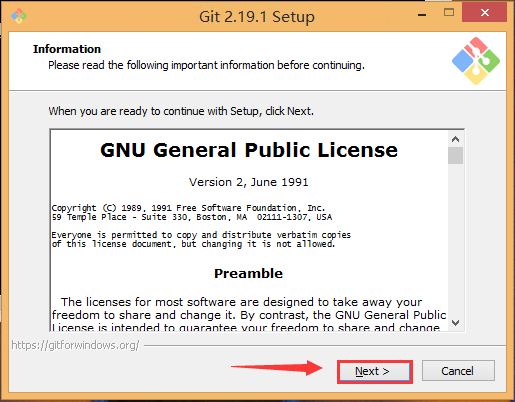 Git 2.19.1 Setup
Information
Please read the following important information before continuing.
When you are ready to continue with Setup, click Next.
GNU General Public License
Version 2, June 1991
Copyright (C) 1989, 1991 Free Software Foundation, Inc.
59 Temple Place - Suite 330, Boston, MA  02111-1307, USA
Everyone is permitted to copy and distribute verbatim copies
of this license document, but changing it is not allowed.
Preamble
The licenses for most software are designed to take away your
freedom to share and change it. By contrast, the GNU General Public
License is intended to guarantee your freedom to share and change
https://gitforwindows.org/
Next >
Cancel